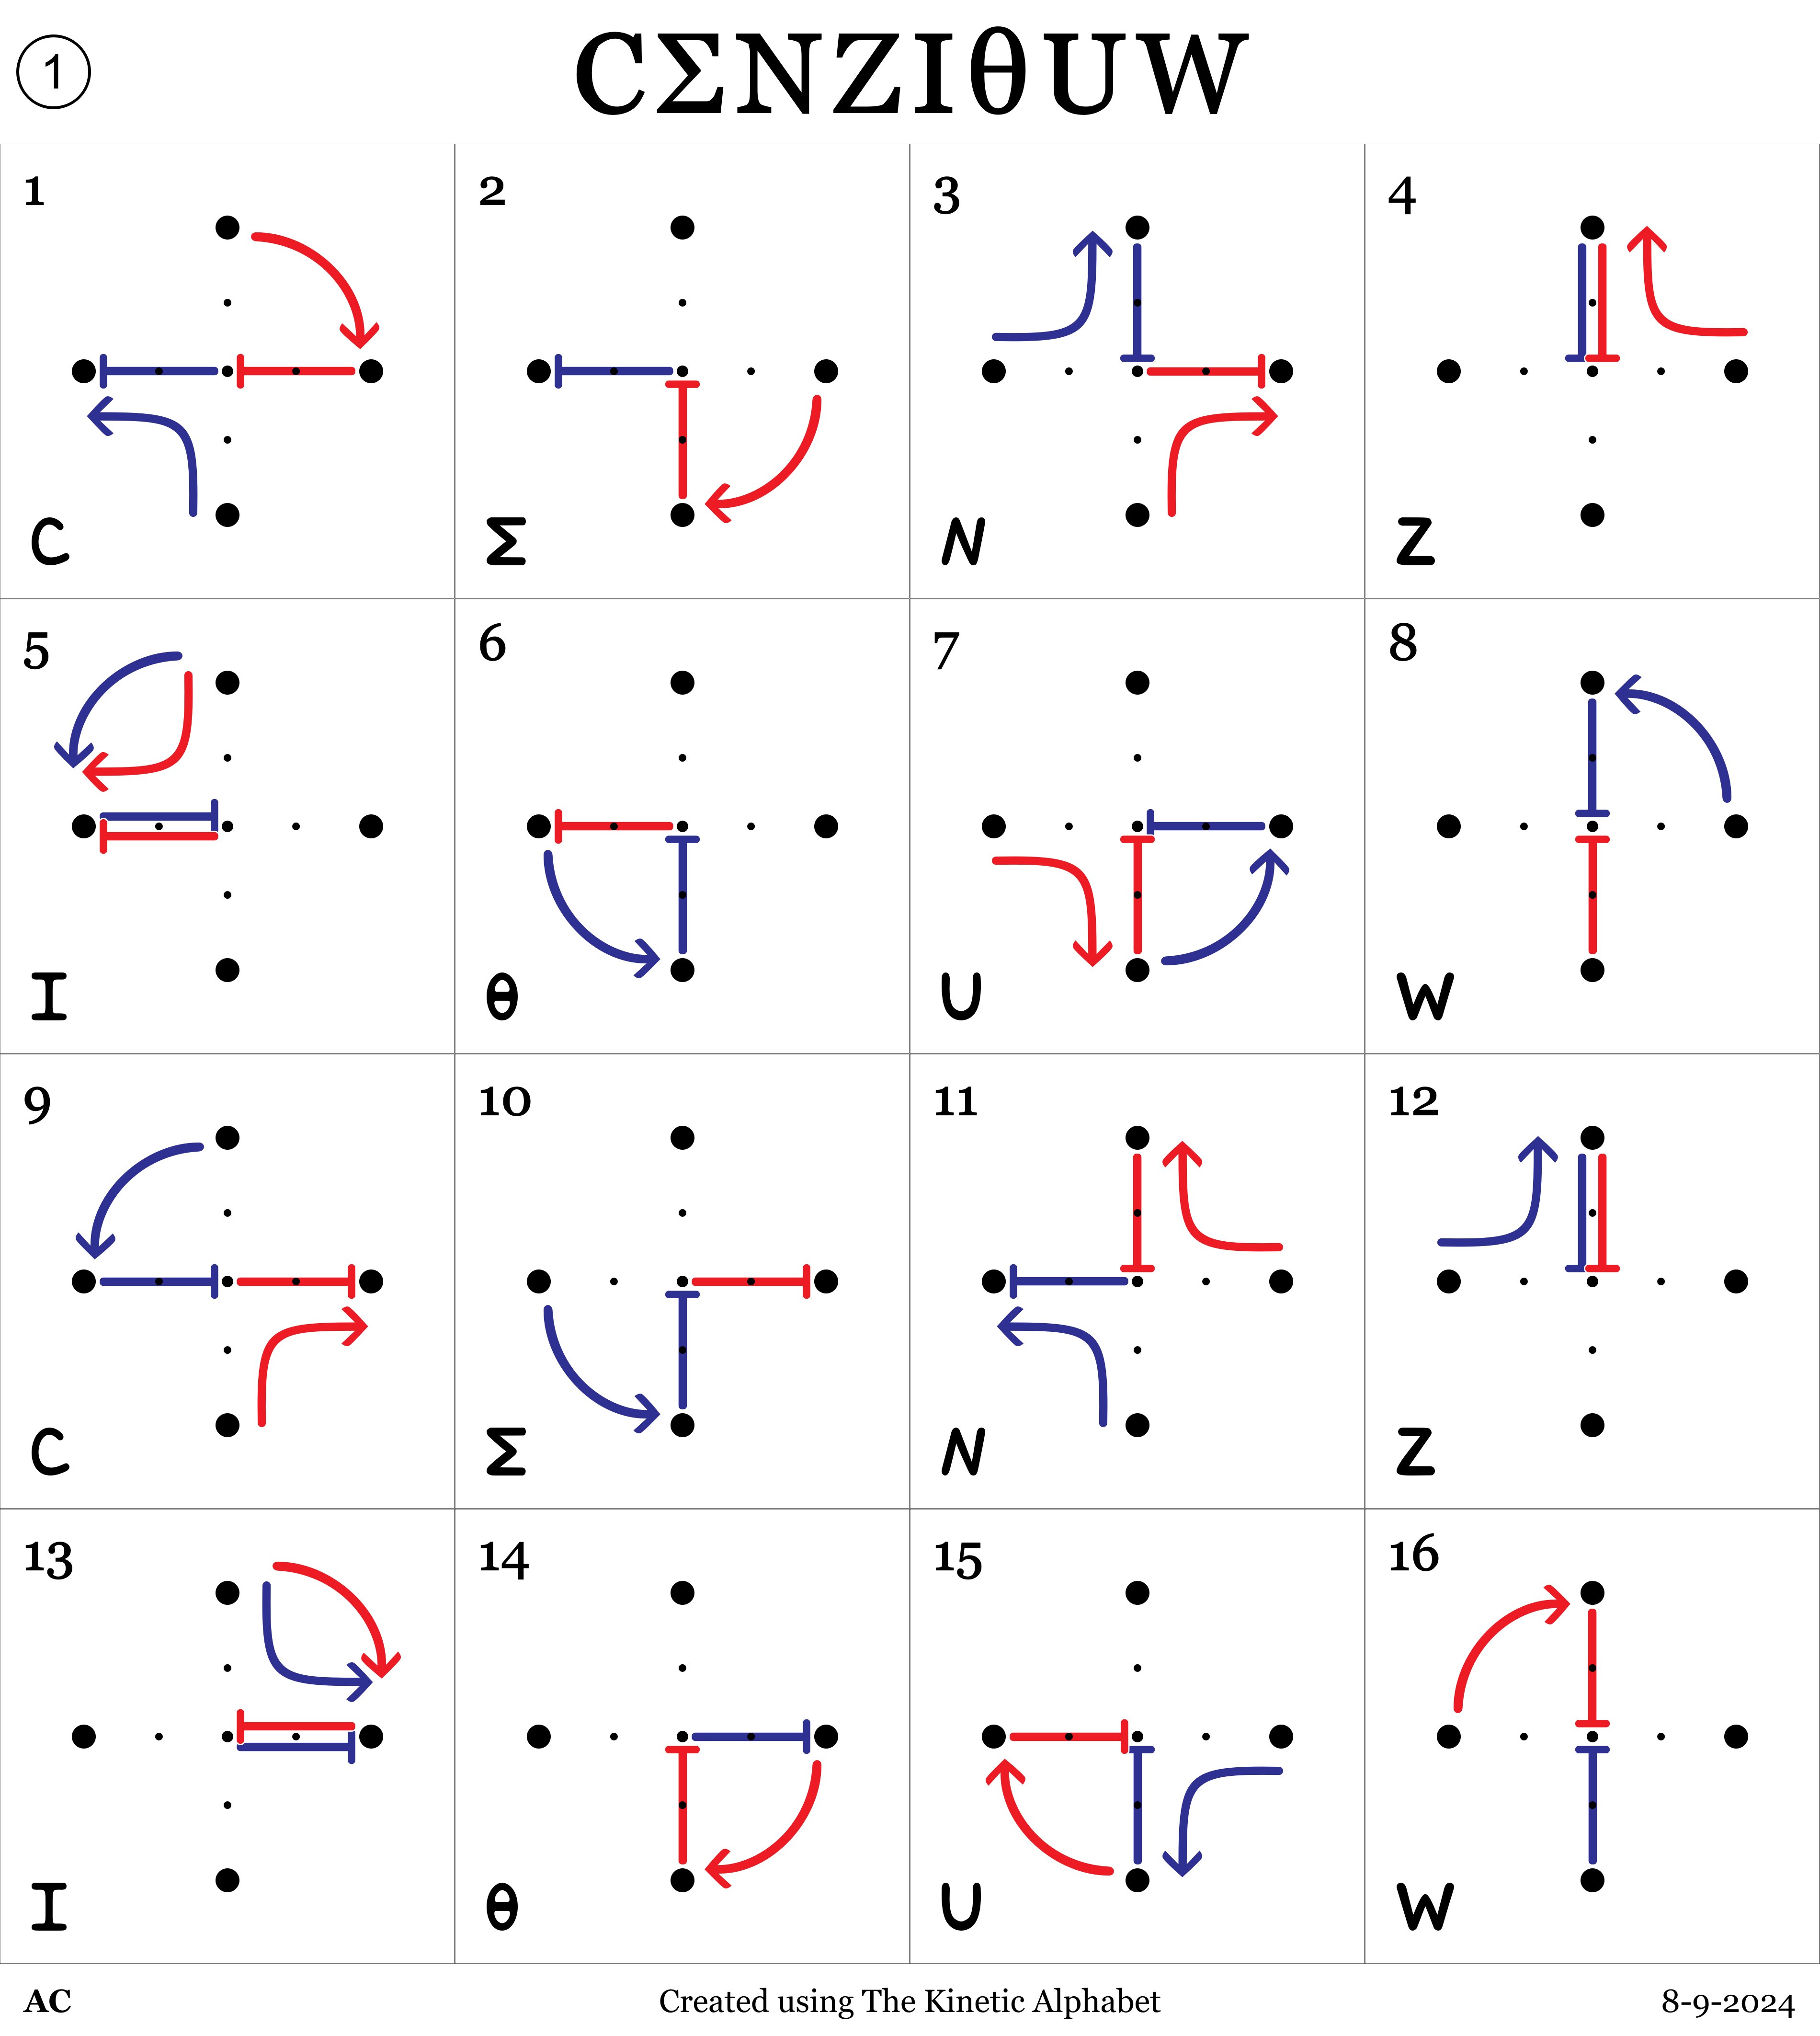 1 CΣNZIθUW
1 2 3 4
C Σ N Z
5 6 7 8
I θ U W
9 10 11 12
C Σ N Z
13 14 15 16
I θ U W
AC Created using The Kinetic Alphabet 8-9-2024